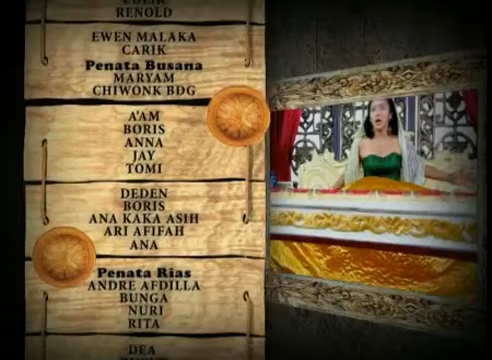 RENOLD
EWEN MALAKA
CARIK
Penata Busana
MARYAM
CHIWONK BDG
A'AM
BORIS
ANNA
JAY
TOMI
DEDEN
BORIS
ANA KAKA ASIH
ARI AFIFAH
ANA
Penata Rias
ANDRE AFDILLA
BUNGA
NURI
RITA
DEA